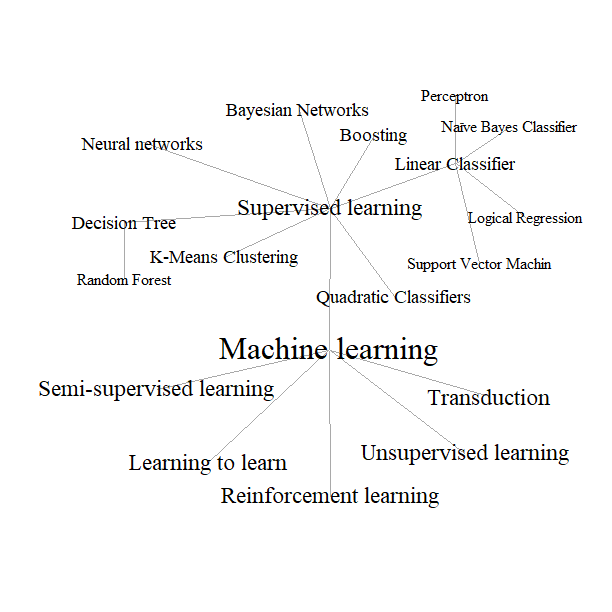 Perceptron
Bayesian Networks
Naïve Bayes Classifier
Boosting
Neural networks
Linear Classifier
Supervised learning
Logical Regression
Decision Tree
K-Means Clustering
Support Vector Machin
Random Forest
Quadratic Classifiers
Machine learning
Semi-supervised learning
Transduction
Unsupervised learning
Learning to learn
Reinforcement learning